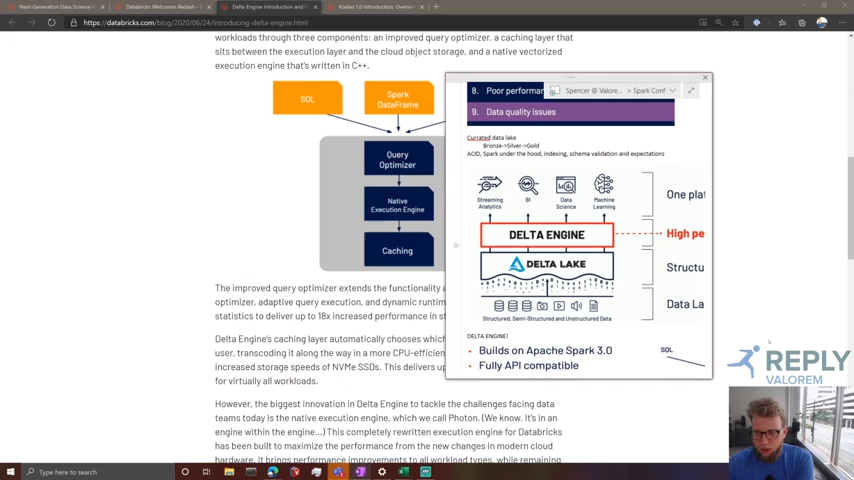 Next-Generation Data Science
Databricks Welcomes Redash -
Delta Engine Introduction and
Koalas 1.0 Introduction, Overview
https://databricks.com/blog/2020/06/24/introducing-delta-engine.html
workloads through three components: an improved query optimizer, a caching layer that
sits between the execution layer and the cloud object storage, and a native vectorized
execution engine that's written in C++.
SQL
Spark
DataFrame
Query
Optimizer
Native
Execution Engine
Caching
The improved query optimizer extends the functionality
optimizer, adaptive query execution, and dynamic runtim
statistics to deliver up to 18x increased performance in st
Delta Engine's caching layer automatically chooses which
user, transcoding it along the way in a more CPU-efficien
increased storage speeds of NVMe SSDs. This delivers up
for virtually all workloads.
However, the biggest innovation in Delta Engine to tackle the challenges facing data
teams today is the native execution engine, which we call Photon. (We know. It's in an
engine within the engine...) This completely rewritten execution engine for Databricks
has been built to maximize the performance from the new changes in modern cloud
hardware. It brings performance improvements to all workload types, while remaining
8. Poor performan
Spencer @ Valore... > Spark Conf
9. Data quality issues
Currated data lake
Bronze->Silver->Gold
ACID, Spark under the hood, indexing, schema validation and expectations
Streaming
Analytics
BI
Data
Science
Machine
Learning
One plat
DELTA ENGINE
High pe
DELTA LAKE
Structu
Structured, Semi-Structured and Unstructured Data
Data La
DELTA ENGINE!
• Builds on Apache Spark 3.0
• Fully API compatible
SQL
REPLY
VALOREM
Type here to search